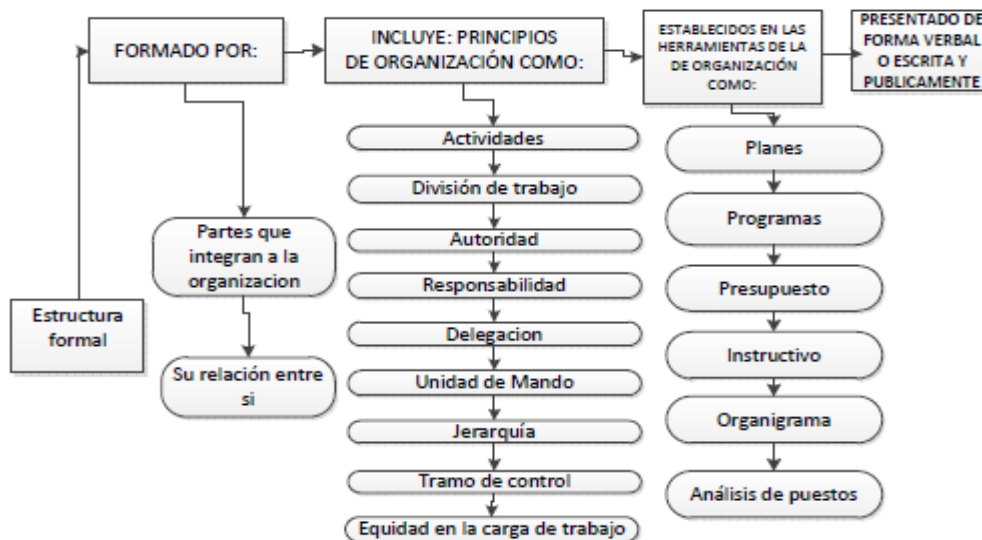 FORMADO POR:
INCLUYE: PRINCIPIOS
DE ORGANIZACIÓN COMO:
ESTABLECIDOS EN LAS
HERRAMIENTAS DE LA
DE ORGANIZACIÓN
COMO:
PRESENTADO DE
FORMA VERBAL
O ESCRITA Y
PUBLICAMENTE
Estructura
formal
Partes que
integran a la
organizacion
Su relación entre
si
Actividades
División de trabajo
Autoridad
Responsabilidad
Delegacion
Unidad de Mando
Jerarquía
Tramo de control
Equidad en la carga de trabajo
Planes
Programas
Presupuesto
Instructivo
Organigrama
Análisis de puestos